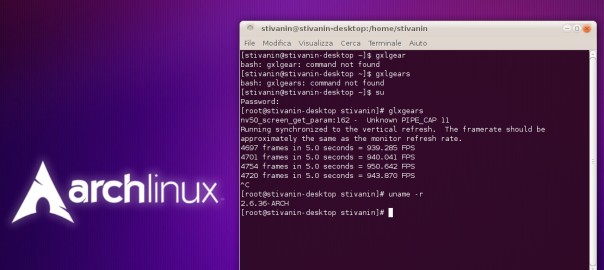 archlinux
stivanin@stivanin-desktop:/home/stivanin
File Modifica Visualizza Cerca Terminale Aiuto
[stivanin@stivanin-desktop ~]$ gxlgear
bash: gxlgear: command not found
[stivanin@stivanin-desktop ~]$ gxlgears
bash: gxlgears: command not found
[stivanin@stivanin-desktop ~]$ su
Password:
[root@stivanin-desktop stivanin]# glxgears
nv50_screen_get_param:162 - Unknown PIPE_CAP 11
Running synchronized to the vertical refresh. The framerate should be
approximately the same as the monitor refresh rate.
4697 frames in 5.0 seconds = 939.285 FPS
4701 frames in 5.0 seconds = 940.041 FPS
4754 frames in 5.0 seconds = 950.642 FPS
4720 frames in 5.0 seconds = 943.870 FPS
^C
[root@stivanin-desktop stivanin]# uname -r
2.6.36-ARCH
[root@stivanin-desktop stivanin]#